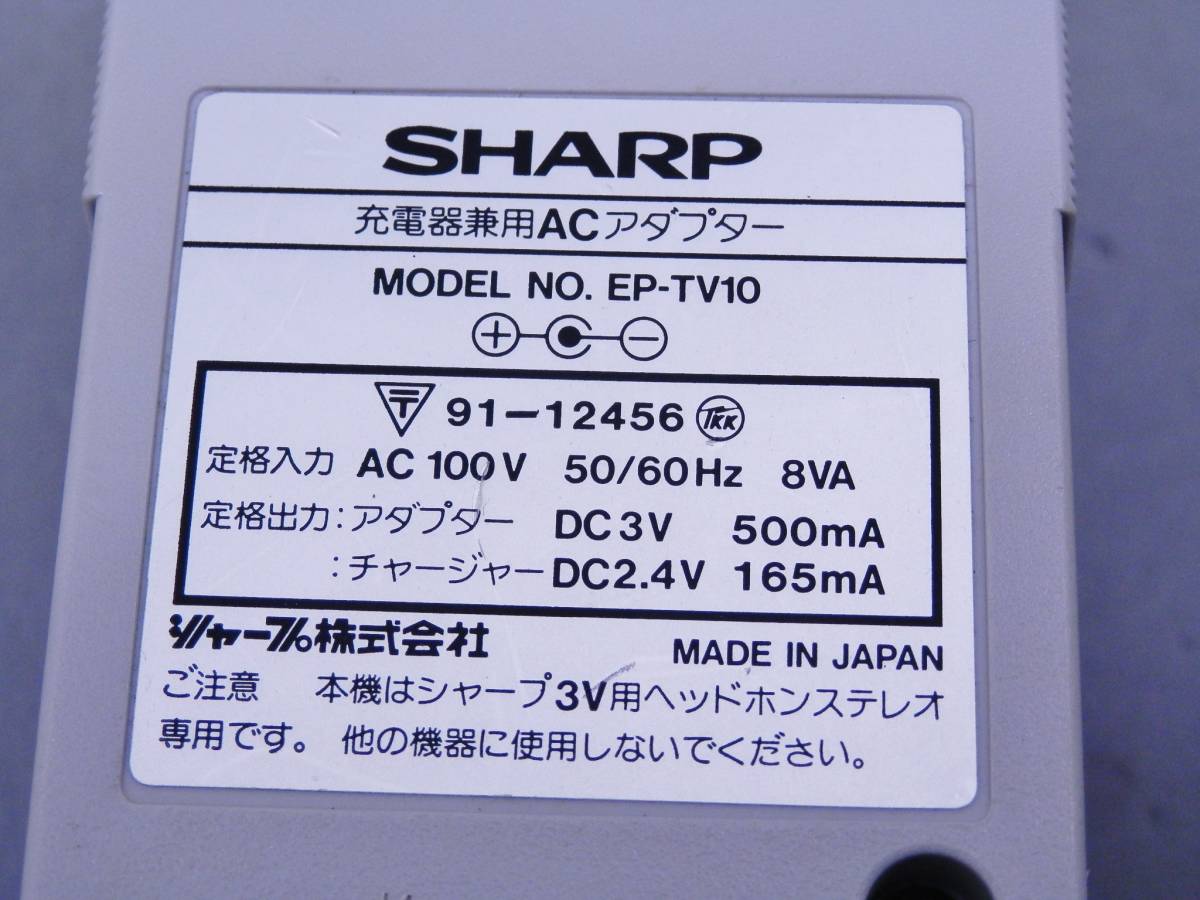 SHARP
充電器兼用ACアダプター
MODEL NO. EP-TV10
91-12456 TKK
定格入力 AC 100V 50/60Hz 8VA
定格出力:アダプター DC3V 500mA
:チャージャー DC2.4V 165mA
シャープ株式会社 MADE IN JAPAN
ご注意 本機はシャープ3V用ヘッドホンステレオ
専用です。他の機器に使用しないでください。